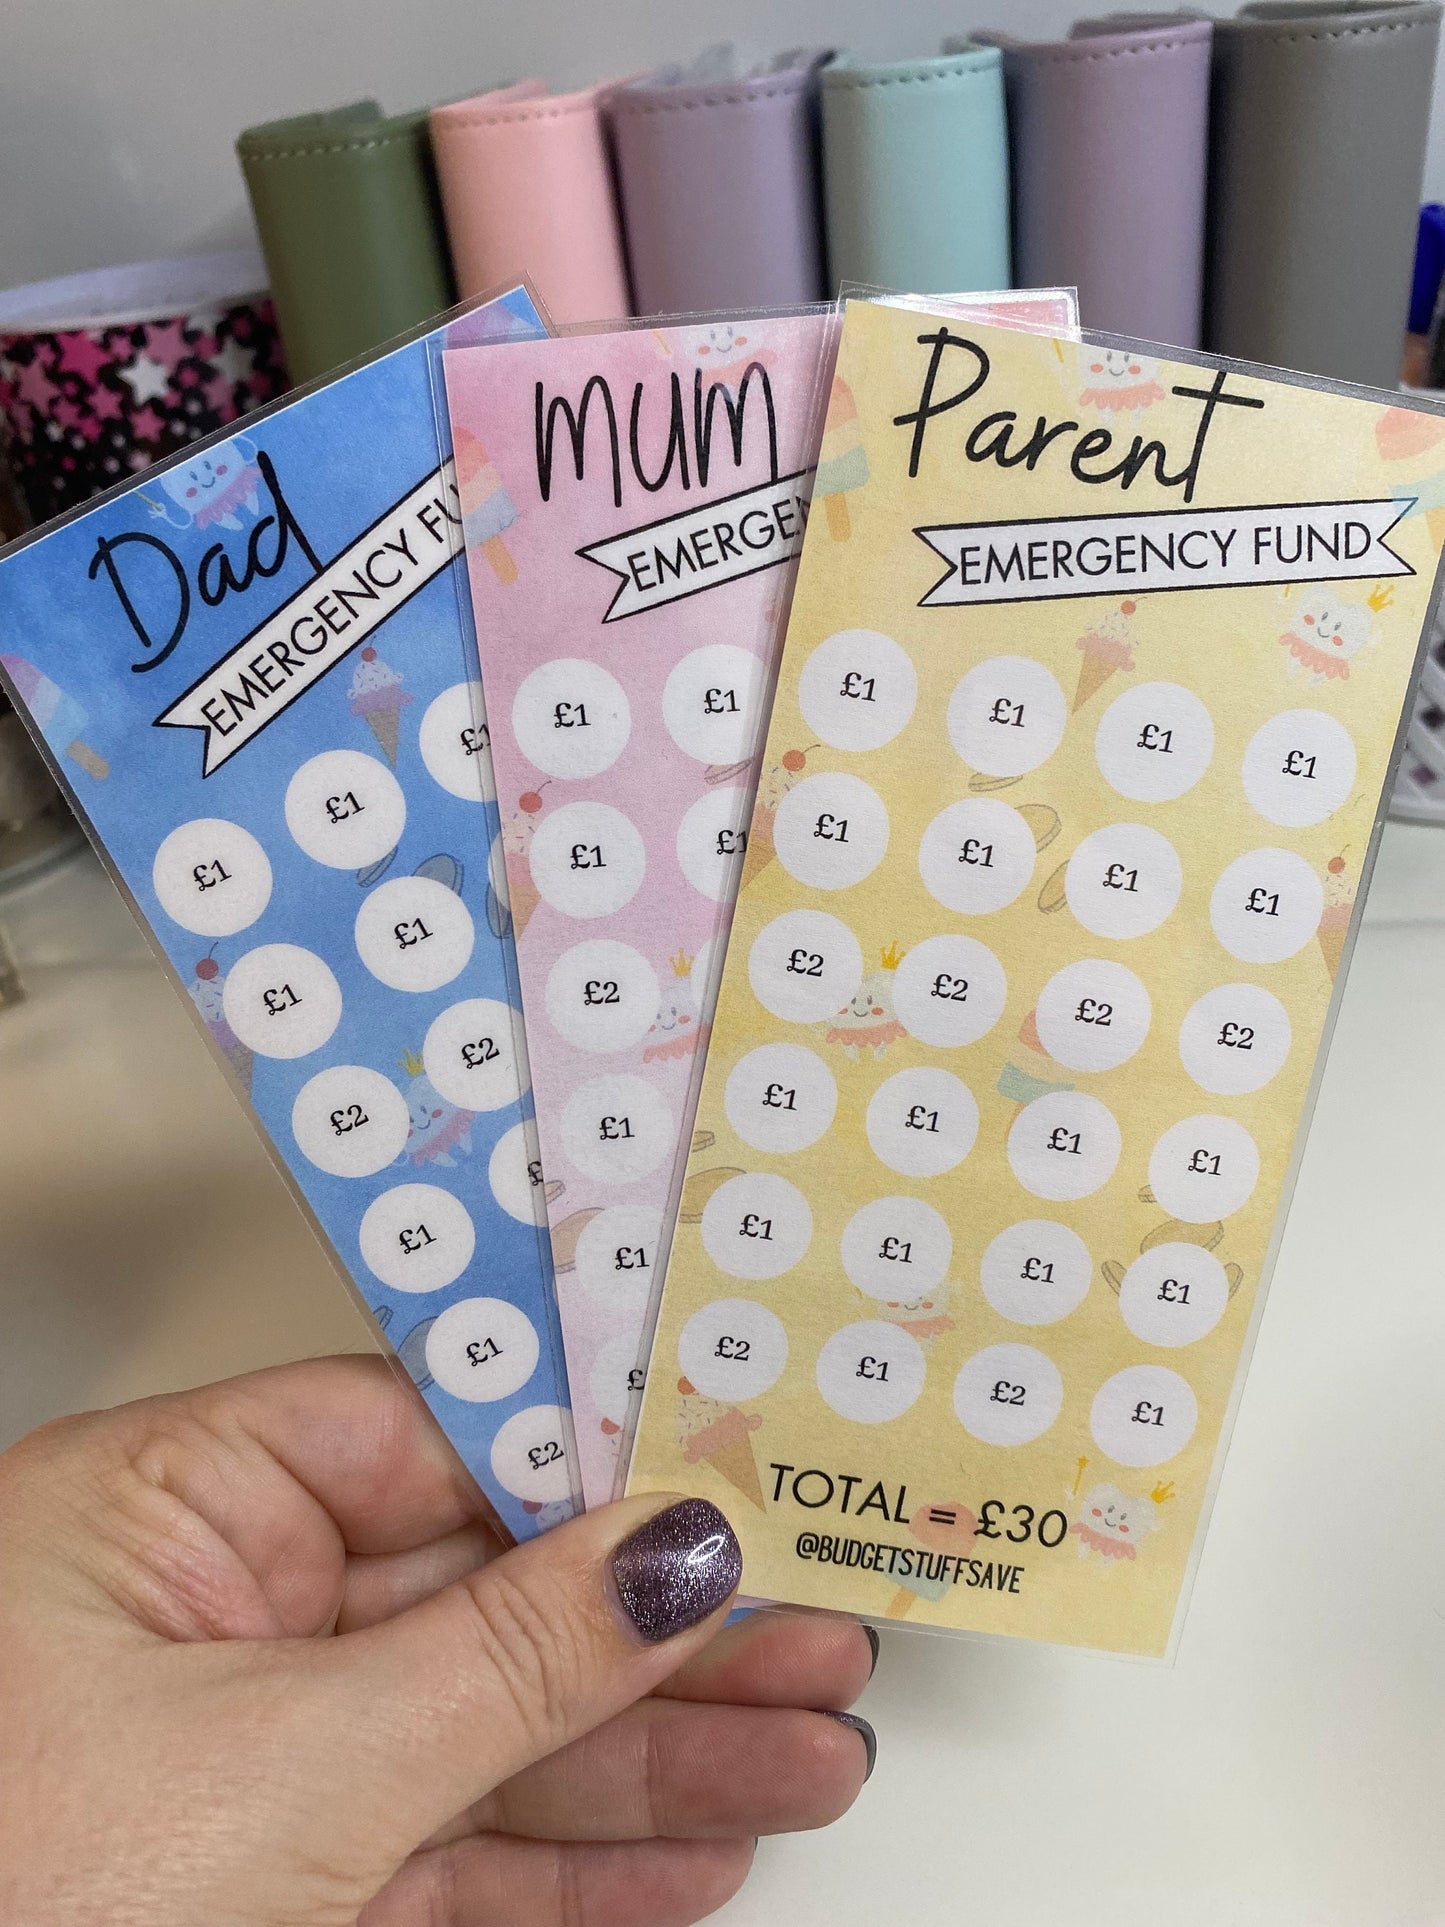 Dad
EMERGENCY FU
£1 £1 £1
£1 £1
£2 £2
£1
£1
£2
mum
EMERGE
£1 £1
£1 £1
£2
£1
£1
Parent
EMERGENCY FUND
£1 £1 £1 £1
£1 £1 £1 £1
£2 £2 £2 £2
£1 £1 £1 £1
£1 £1 £1 £1
£2 £1 £2 £1
TOTAL = £30
@BUDGETSTUFFSAVE